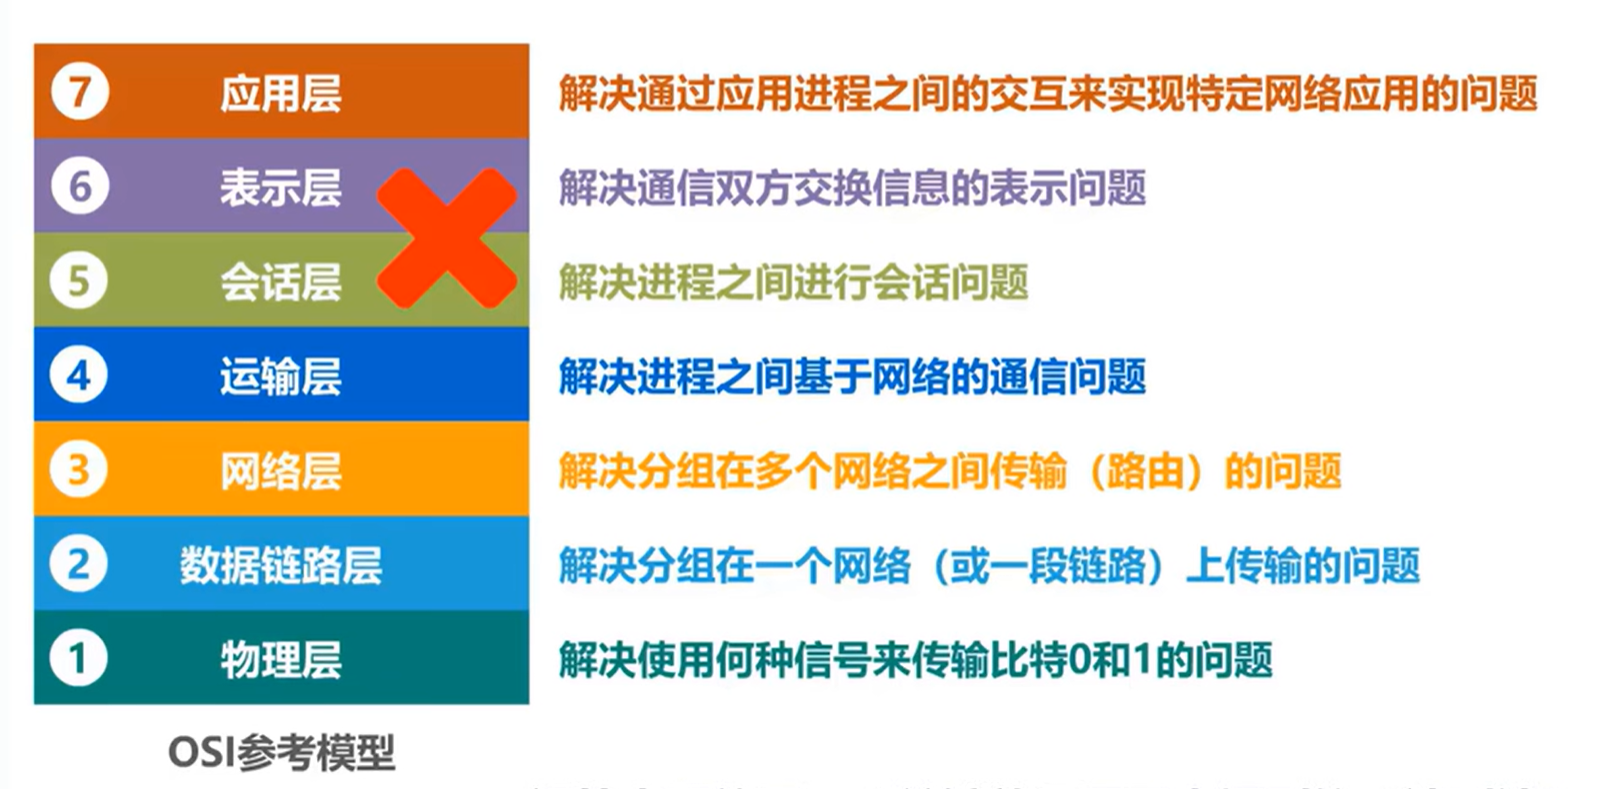 7 应用层 解决通过应用进程之间的交互来实现特定网络应用的问题
6 表示层 解决通信双方交换信息的表示问题
5 会话层 解决进程之间进行会话问题
4 运输层 解决进程之间基于网络的通信问题
3 网络层 解决分组在多个网络之间传输（路由）的问题
2 数据链路层 解决分组在一个网络（或一段链路）上传输的问题
1 物理层 解决使用何种信号来传输比特0和1的问题
OSI参考模型